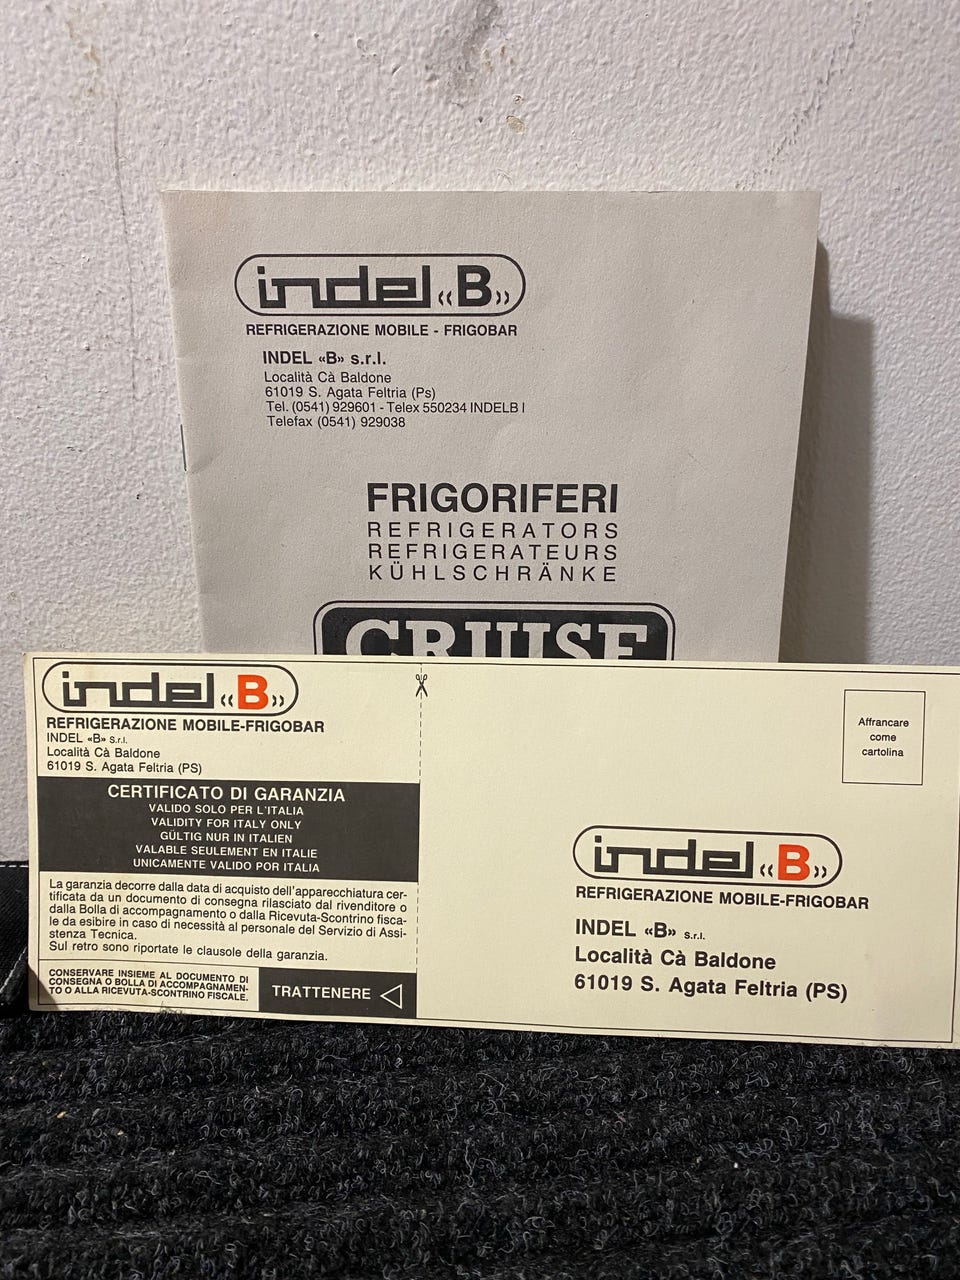 indel «B»
REFRIGERAZIONE MOBILE - FRIGOBAR
INDEL «B» s.r.l.
Località Cà Baldone
61019 S. Agata Feltria (Ps)
Tel. (0541) 929601 - Telex 550234 INDELB I
Telefax (0541) 929038
FRIGORIFERI
REFRIGERATORS
REFRIGERATEURS
KÜHLSCHRÄNKE
CRUISE
indel «B»
REFRIGERAZIONE MOBILE-FRIGOBAR
INDEL «B» s.r.l.
Località Cà Baldone
61019 S. Agata Feltria (PS)
CERTIFICATO DI GARANZIA
VALIDO SOLO PER L'ITALIA
VALIDITY FOR ITALY ONLY
GÜLTIG NUR IN ITALIEN
VALABLE SEULEMENT EN ITALIE
UNICAMENTE VALIDO POR ITALIA
La garanzia decorre dalla data di acquisto dell'apparecchiatura cer-
tificata da un documento di consegna rilasciato dal rivenditore o
dalla Bolla di accompagnamento o dalla Ricevuta-Scontrino fisca-
le da esibire in caso di necessità al personale del Servizio di Assi-
stenza Tecnica.
Sul retro sono riportate le clausole della garanzia.
CONSERVARE INSIEME AL DOCUMENTO DI
CONSEGNA O BOLLA DI ACCOMPAGNAMEN-
TO O ALLA RICEVUTA-SCONTRINO FISCALE.
TRATTENERE
Affrancare
come
cartolina
indel «B»
REFRIGERAZIONE MOBILE-FRIGOBAR
INDEL «B» s.r.l.
Località Cà Baldone
61019 S. Agata Feltria (PS)